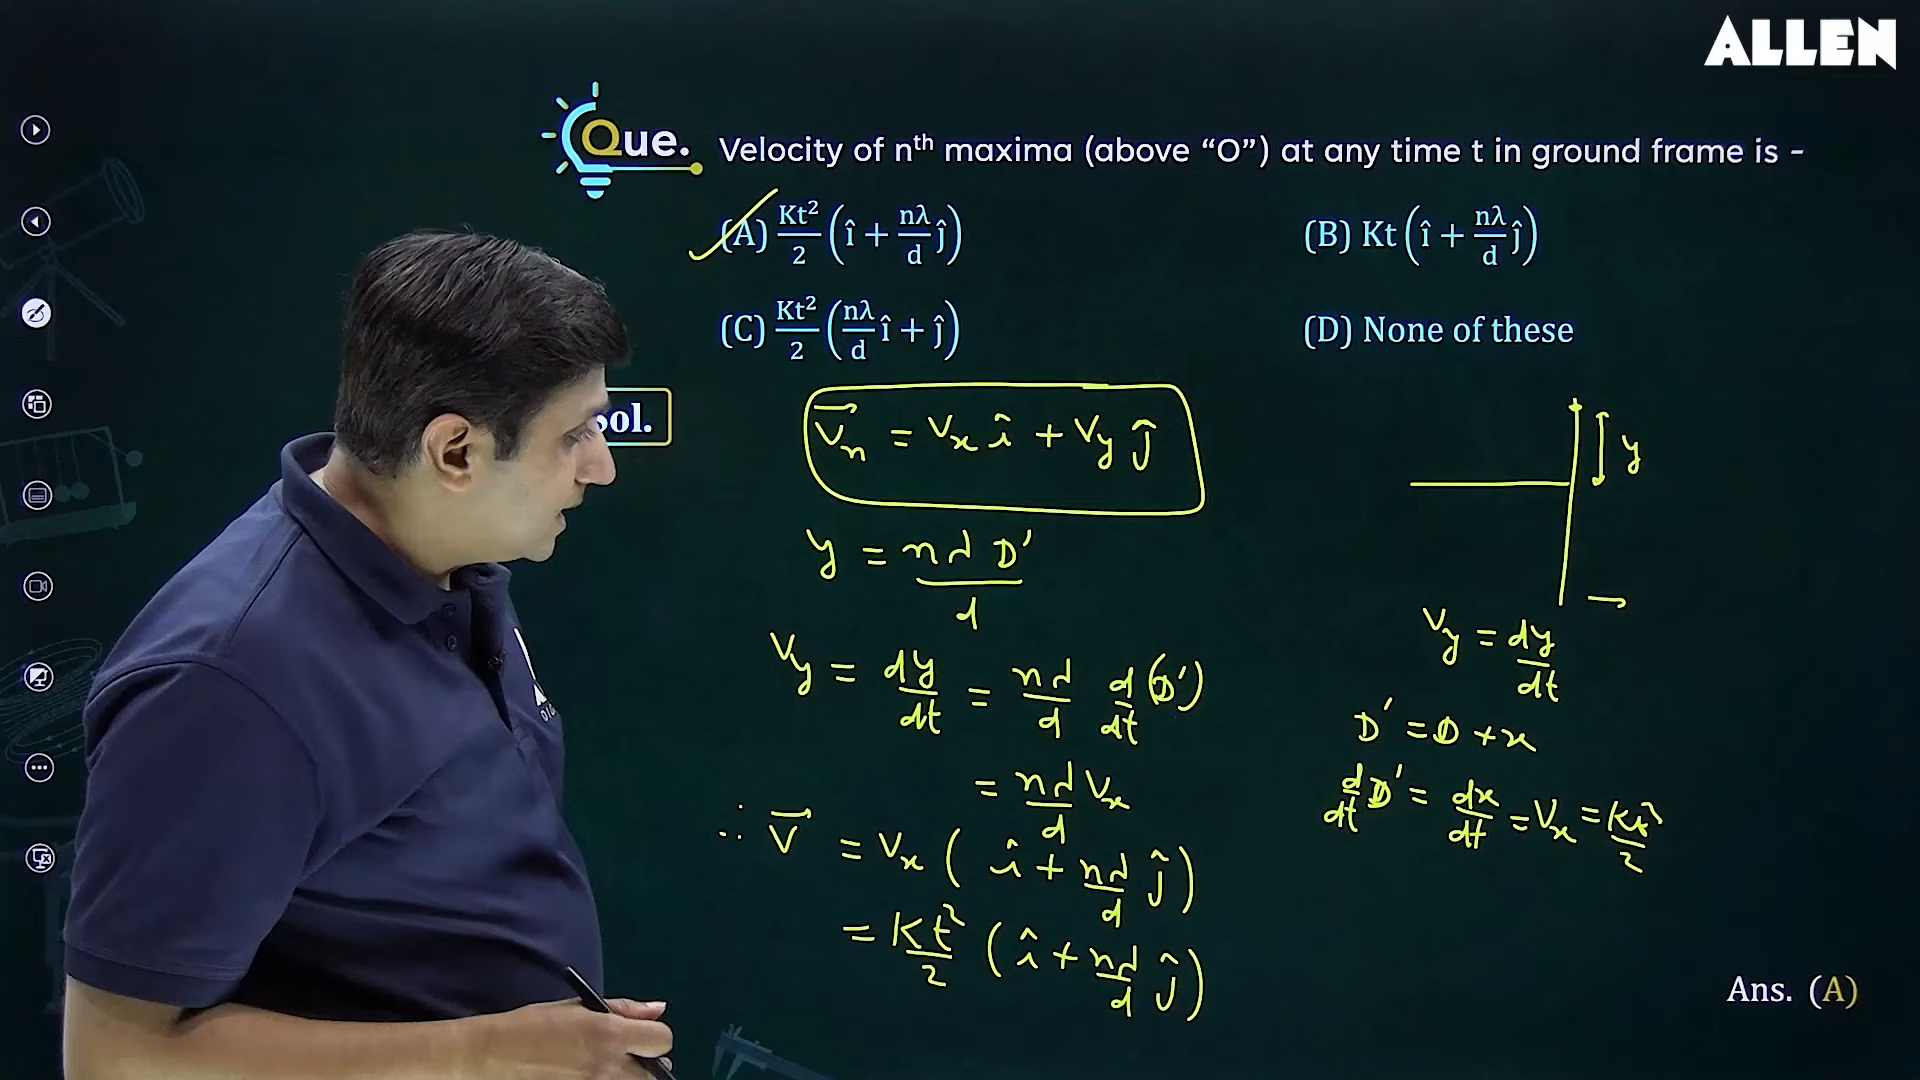 ALLEN
Que. Velocity of nᵗʰ maxima (above “O”) at any time t in ground frame is -
(A) Kt²/2 (î + nλ/d ĵ)
(B) Kt (î + nλ/d ĵ)
(C) Kt²/2 (nλ/d î + ĵ)
(D) None of these
ol.
V⃗n = Vx î + Vy ĵ
y
y = nλD′/d
Vy = dy/dt
Vy = dy/dt = nλ/d d/dt (D′)
D′ = D + x
= nλ/d Vx
d/dt D′ = dx/dt = Vx = Kt²/2
∴ V⃗ = Vx (î + nλ/d ĵ)
= Kt²/2 (î + nλ/d ĵ)
Ans. (A)